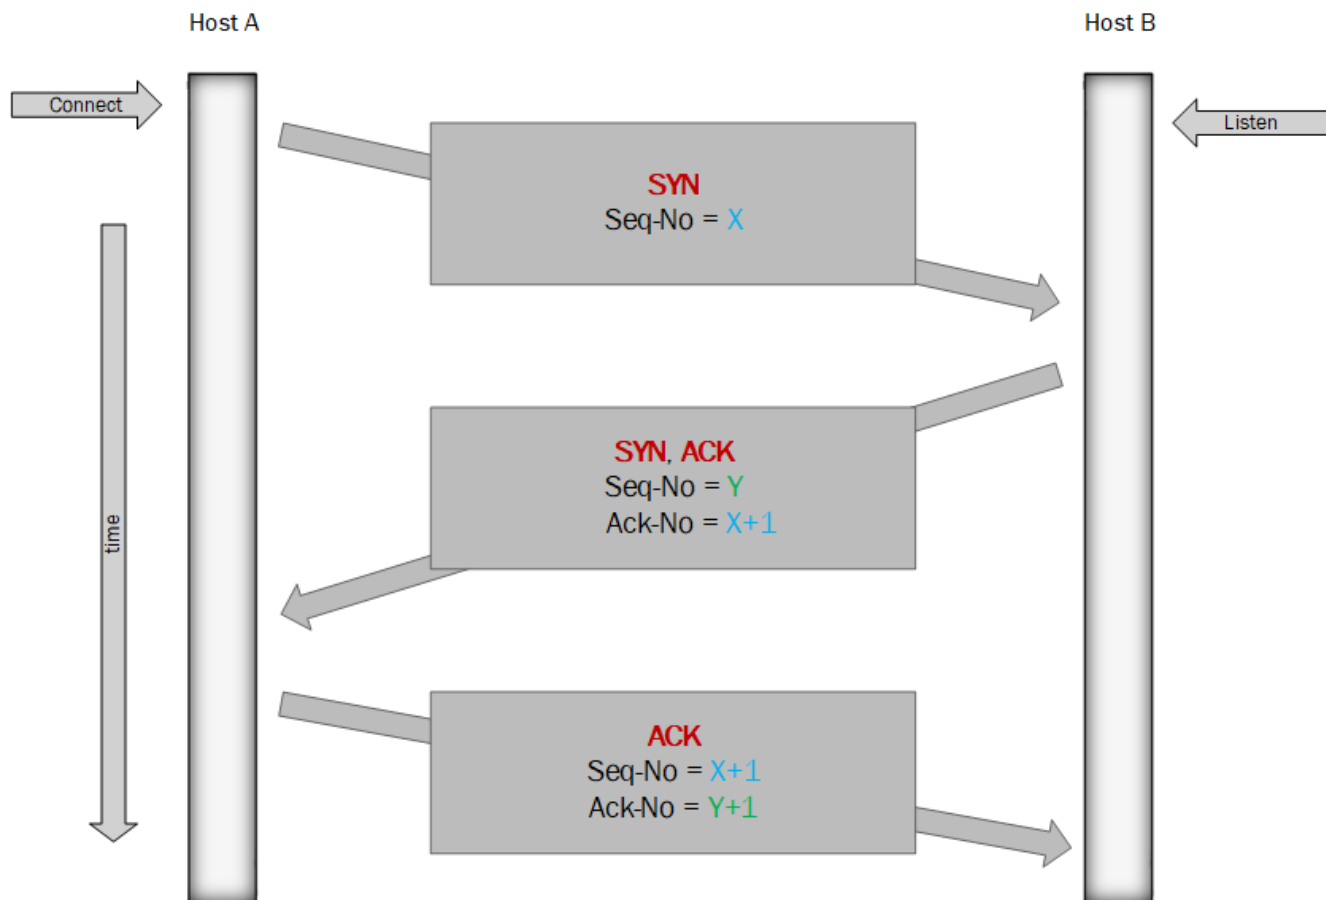 Host A
Host B
Connect
Listen
SYN
Seq-No = X
SYN, ACK
Seq-No = Y
Ack-No = X+1
time
ACK
Seq-No = X+1
Ack-No = Y+1